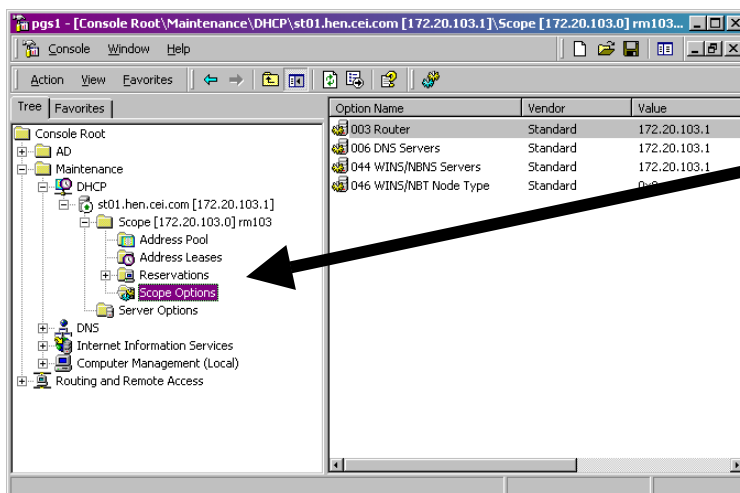 pgs1 - [Console Root\Maintenance\DHCP\st01.hen.cei.com [172.20.103.1]\Scope [172.20.103.0] rm103...
Console Window Help
Action View Favorites
Tree Favorites
Option Name Vendor Value
Console Root
AD
Maintenance
DHCP
st01.hen.cei.com [172.20.103.1]
Scope [172.20.103.0] rm103
Address Pool
Address Leases
Reservations
Scope Options
Server Options
DNS
Internet Information Services
Computer Management (Local)
Routing and Remote Access
003 Router Standard 172.20.103.1
006 DNS Servers Standard 172.20.103.1
044 WINS/NBNS Servers Standard 172.20.103.1
046 WINS/NBT Node Type Standard